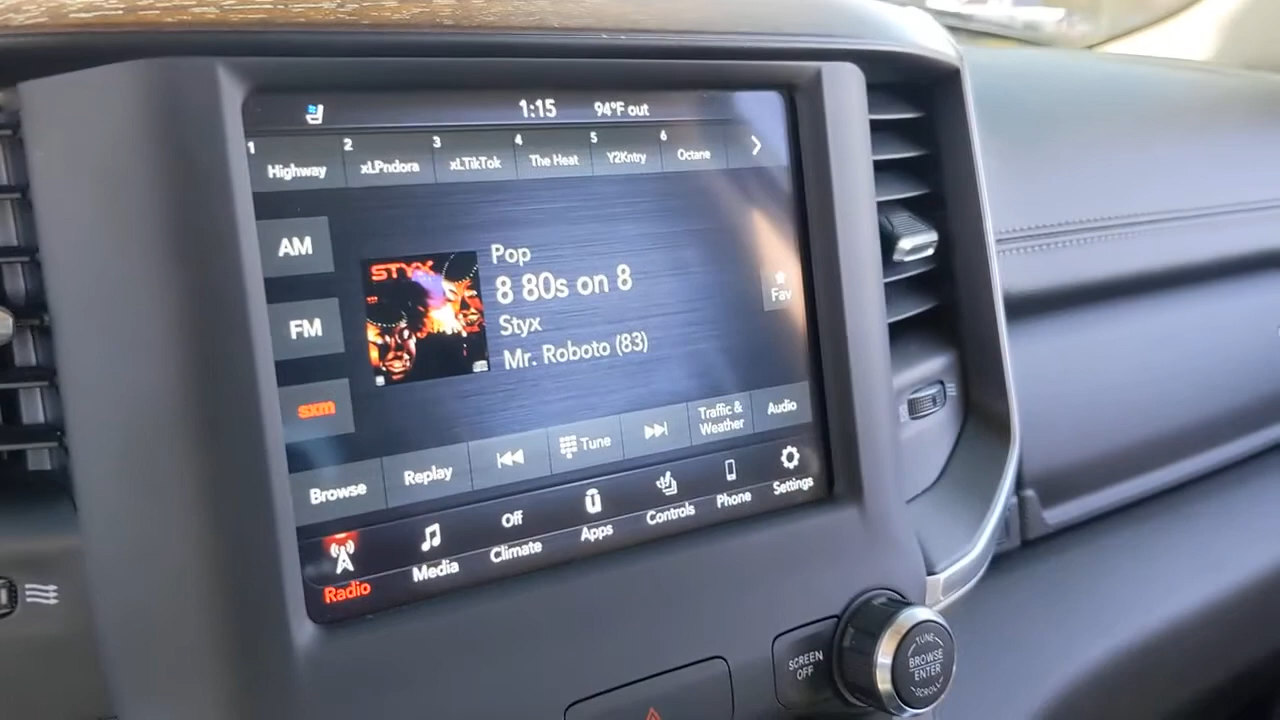 1:15 94°F out
1 Highway 2 xLPndora 3 xLTikTok 4 The Heat 5 Y2Kntry 6 Octane
AM
STYX
Pop
8 80s on 8
Fav
FM
Styx
Mr. Roboto (83)
sxm
Browse Replay Tune Traffic & Weather Audio
Radio Media Off Climate Apps Controls Phone Settings
SCREEN OFF
TUNE
BROWSE
ENTER
SCROLL